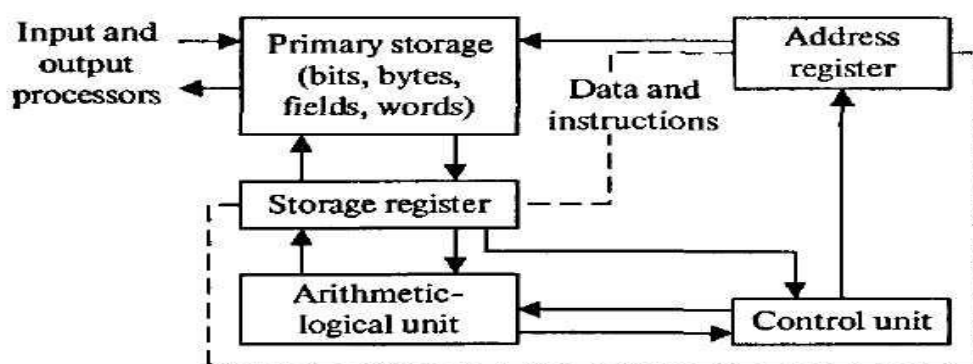 Input and
output
processors
Primary storage
(bits, bytes,
fields, words)
Address
register
Data and
instructions
Storage register
Arithmetic-
logical unit
Control unit